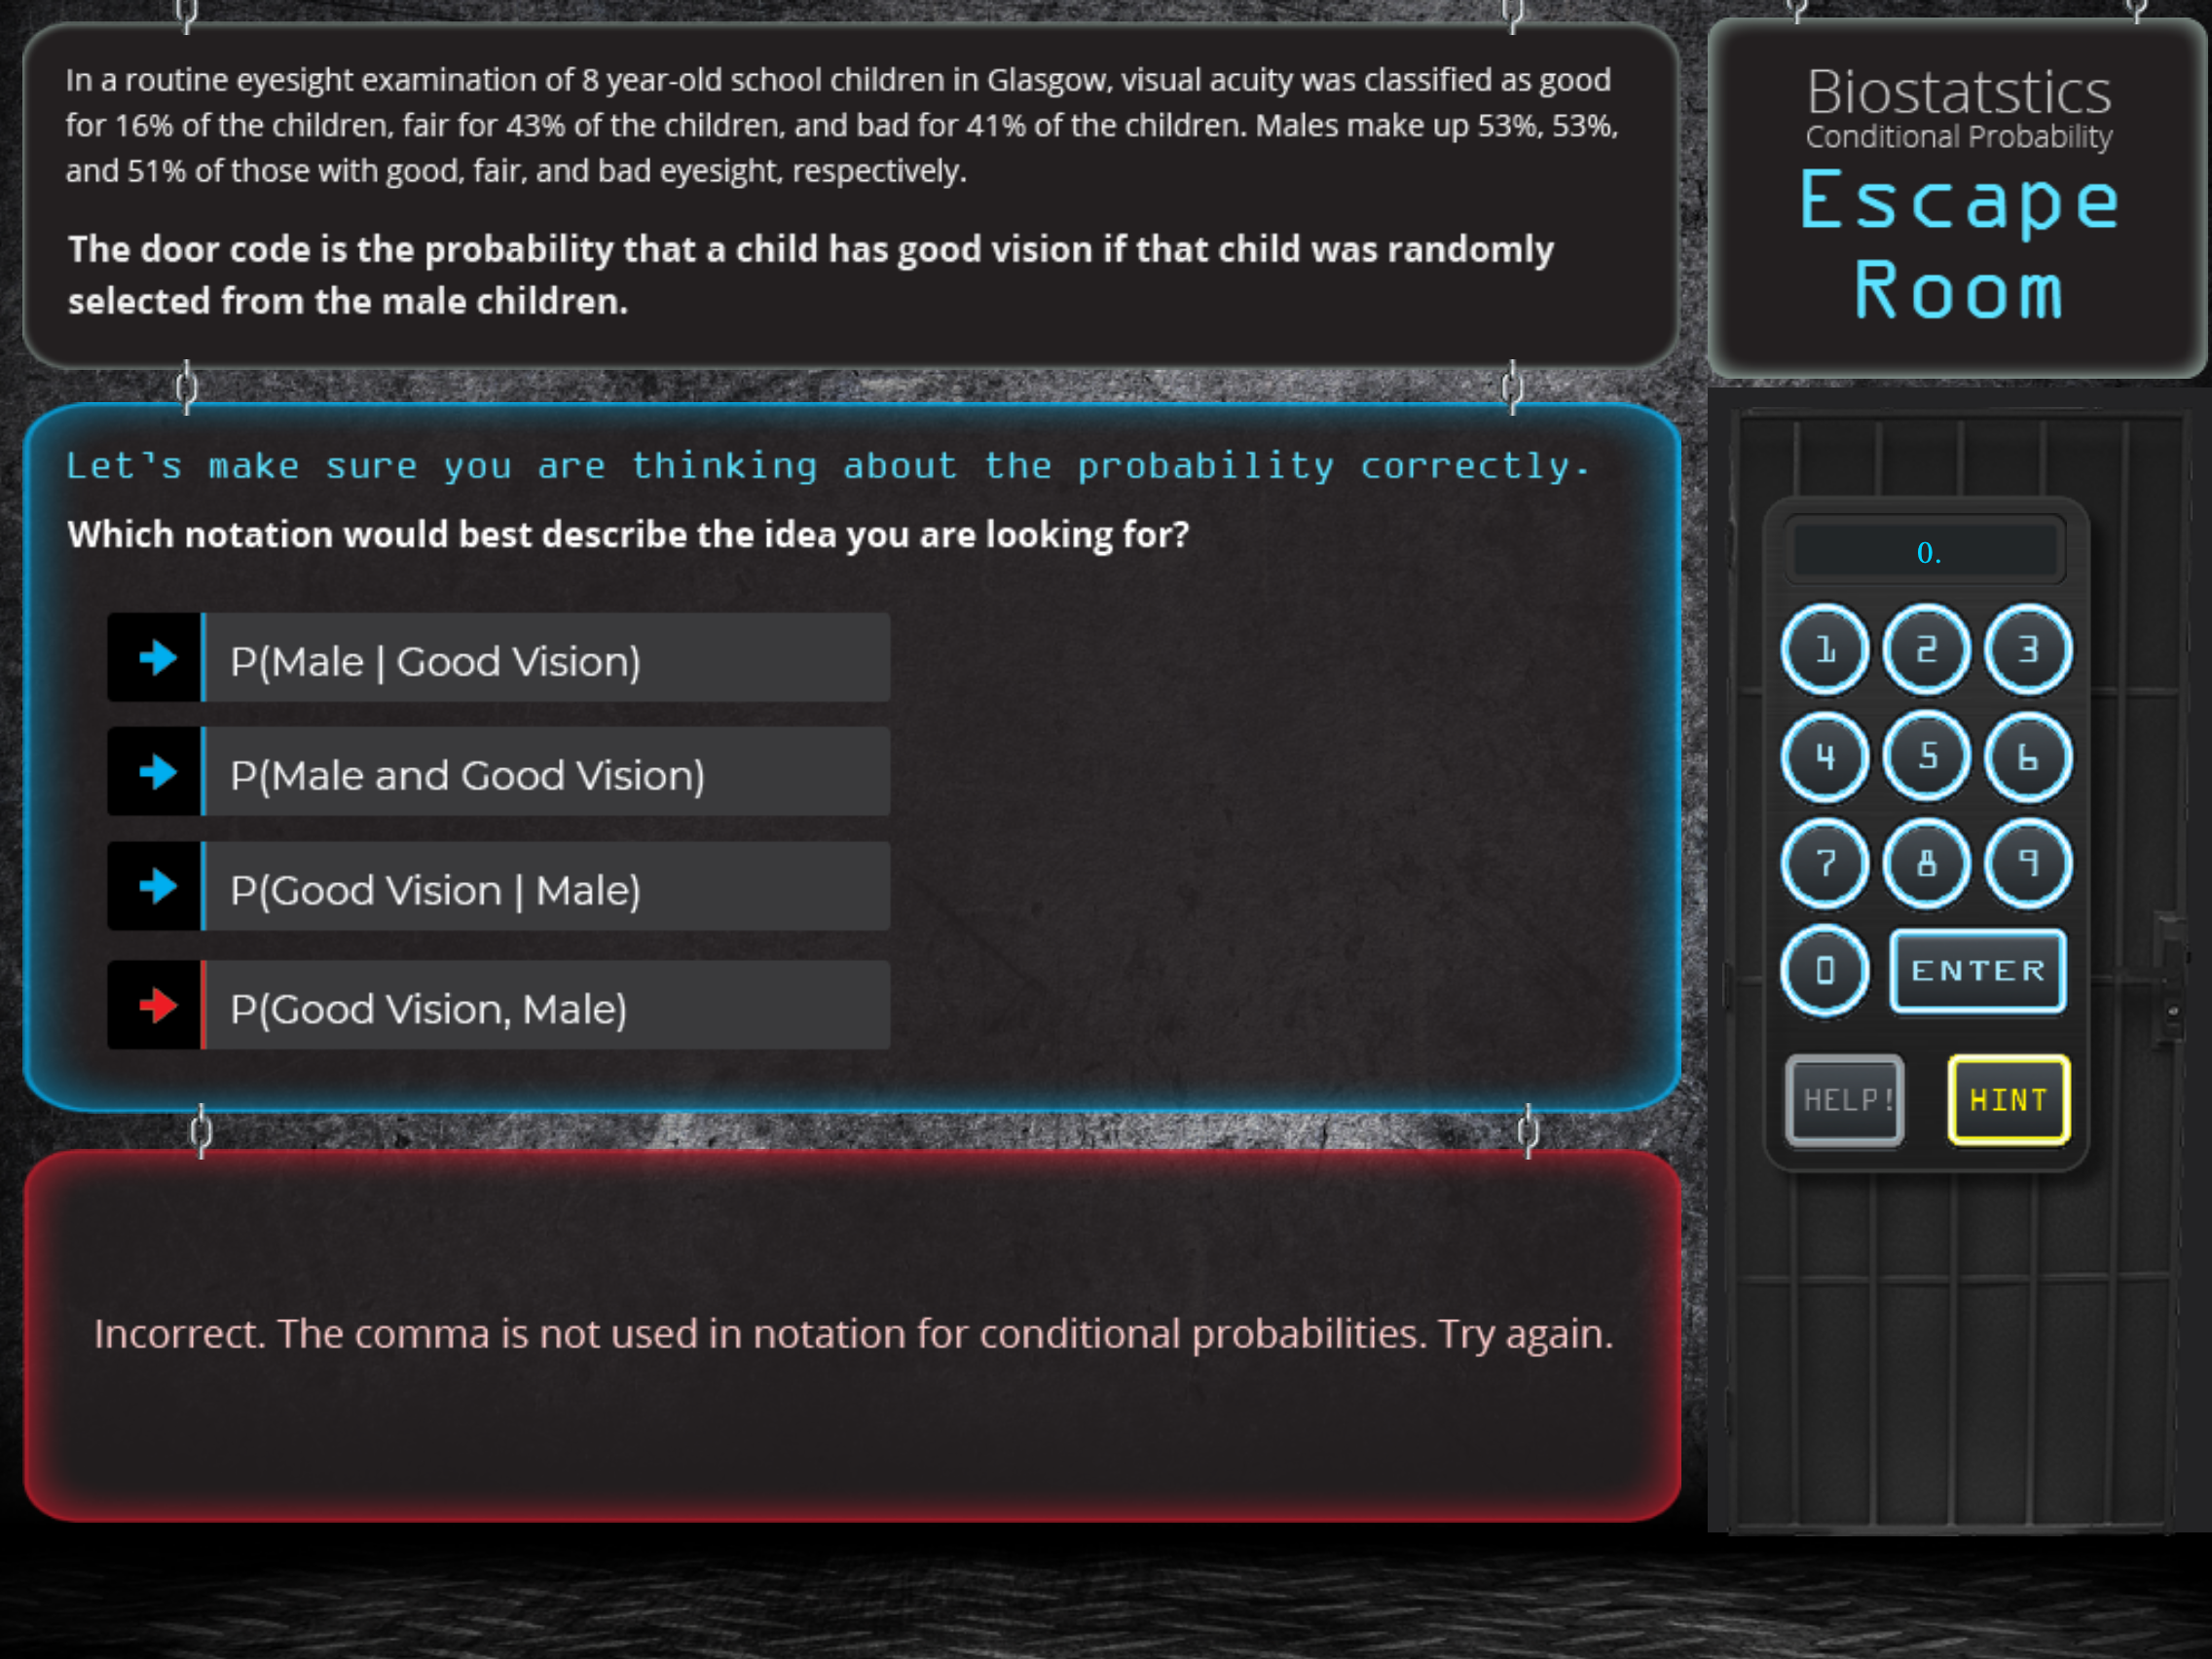 In a routine eyesight examination of 8 year-old school children in Glasgow, visual acuity was classified as good
for 16% of the children, fair for 43% of the children, and bad for 41% of the children. Males make up 53%, 53%,
and 51% of those with good, fair, and bad eyesight, respectively.
The door code is the probability that a child has good vision if that child was randomly
selected from the male children.
Biostatstics
Conditional Probability
Escape
Room
Let's make sure you are thinking about the probability correctly.
Which notation would best describe the idea you are looking for?
P(Male | Good Vision)
P(Male and Good Vision)
P(Good Vision | Male)
P(Good Vision, Male)
Incorrect. The comma is not used in notation for conditional probabilities. Try again.
0.
1 2 3
4 5 6
7 8 9
0 ENTER
HELP! HINT